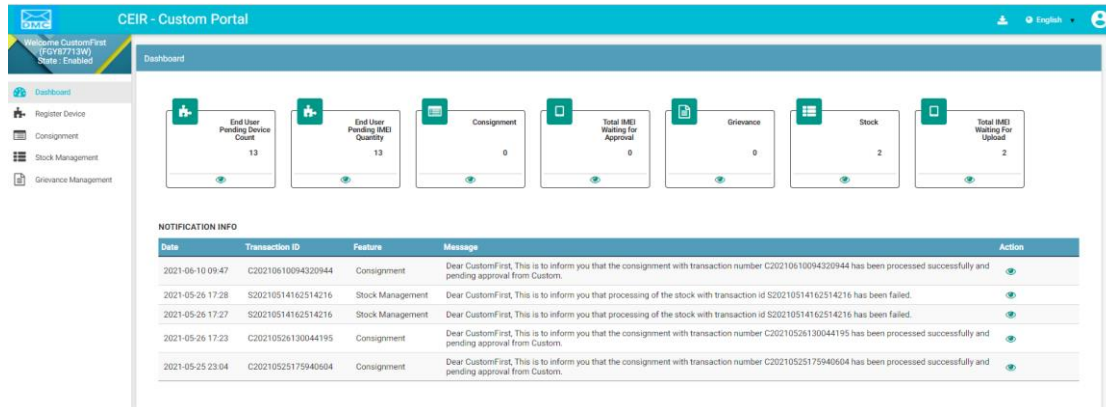 DMC
CEIR - Custom Portal
English
Welcome CustomFirst
(FGY87713W)
State : Enabled
Dashboard
Register Device
Consignment
Stock Management
Grievance Management
Dashboard
End User
Pending Device
Count
13
End User
Pending IMEI
Quantity
13
Consignment
0
Total IMEI
Waiting for
Approval
0
Grievance
0
Stock
2
Total IMEI
Waiting For
Upload
2
NOTIFICATION INFO
Date Transaction ID Feature Message Action
2021-06-10 09:47 C20210610094320944 Consignment Dear CustomFirst, This is to inform you that the consignment with transaction number C20210610094320944 has been processed successfully and
pending approval from Custom.
2021-05-26 17:28 S20210514162514216 Stock Management Dear CustomFirst, This is to inform you that processing of the stock with transaction id S20210514162514216 has been failed.
2021-05-26 17:27 S20210514162514216 Stock Management Dear CustomFirst, This is to inform you that processing of the stock with transaction id S20210514162514216 has been failed.
2021-05-26 17:23 C20210526130044195 Consignment Dear CustomFirst, This is to inform you that the consignment with transaction number C20210526130044195 has been processed successfully and
pending approval from Custom.
2021-05-25 23:04 C20210525175940604 Consignment Dear CustomFirst, This is to inform you that the consignment with transaction number C20210525175940604 has been processed successfully and
pending approval from Custom.